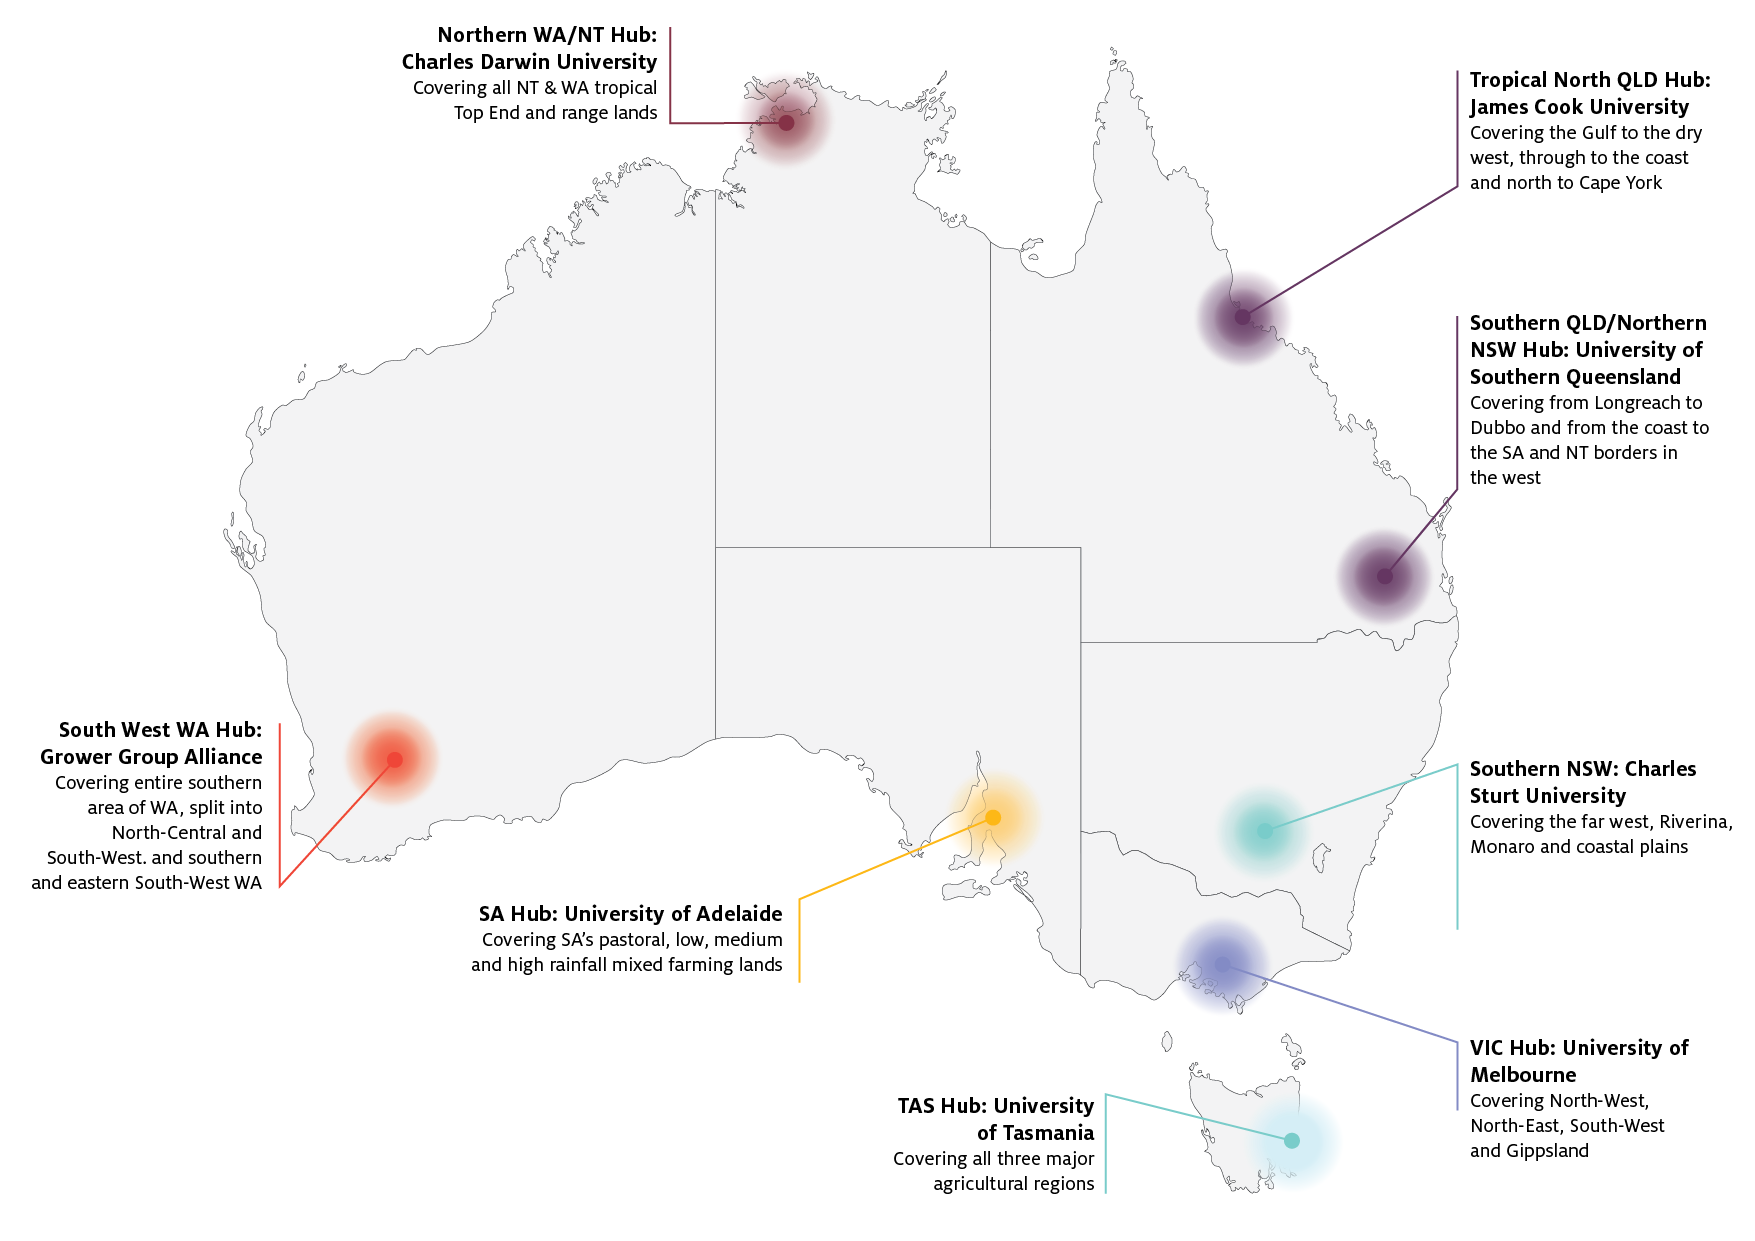 Northern WA/NT Hub:
Charles Darwin University
Covering all NT & WA tropical
Top End and range lands
Tropical North QLD Hub:
James Cook University
Covering the Gulf to the dry
west, through to the coast
and north to Cape York
Southern QLD/Northern
NSW Hub: University of
Southern Queensland
Covering from Longreach to
Dubbo and from the coast to
the SA and NT borders in
the west
South West WA Hub:
Grower Group Alliance
Covering entire southern
area of WA, split into
North-Central and
South-West. and southern
and eastern South-West WA
Southern NSW: Charles
Sturt University
Covering the far west, Riverina,
Monaro and coastal plains
SA Hub: University of Adelaide
Covering SA's pastoral, low, medium
and high rainfall mixed farming lands
VIC Hub: University of
Melbourne
Covering North-West,
North-East, South-West
and Gippsland
TAS Hub: University
of Tasmania
Covering all three major
agricultural regions